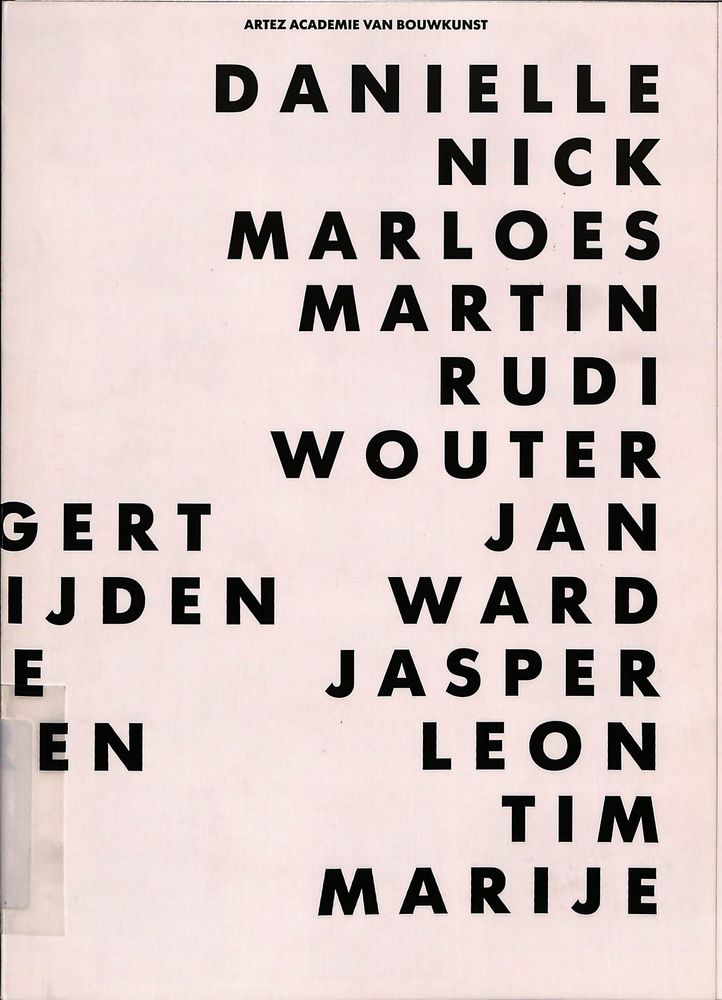 ARTEZ ACADEMIE VAN BOUWKUNST
DANIELLE
NICK
MARLOES
MARTIN
RUDI
WOUTER
GERT JAN
IJDEN WARD
E JASPER
EN LEON
TIM
MARIJE